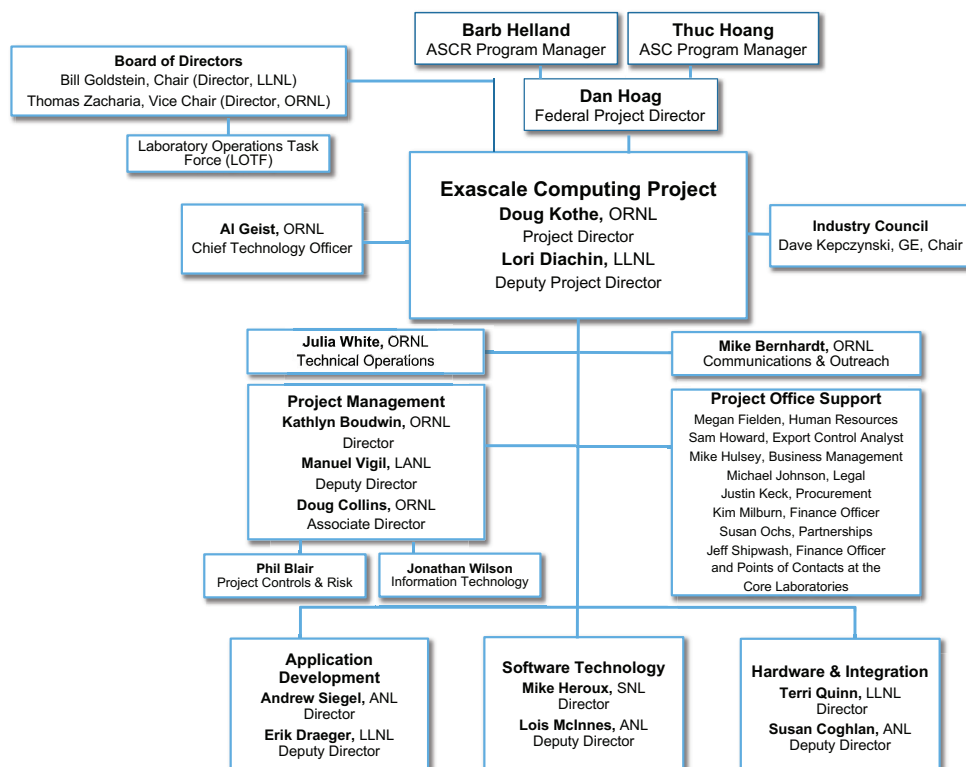 Barb Helland
ASCR Program Manager
Thuc Hoang
ASC Program Manager
Board of Directors
Bill Goldstein, Chair (Director, LLNL)
Thomas Zacharia, Vice Chair (Director, ORNL)
Dan Hoag
Federal Project Director
Laboratory Operations Task
Force (LOTF)
Exascale Computing Project
Doug Kothe, ORNL
Project Director
Lori Diachin, LLNL
Deputy Project Director
Al Geist, ORNL
Chief Technology Officer
Industry Council
Dave Kepczynski, GE, Chair
Julia White, ORNL
Technical Operations
Mike Bernhardt, ORNL
Communications & Outreach
Project Management
Kathlyn Boudwin, ORNL
Director
Manuel Vigil, LANL
Deputy Director
Doug Collins, ORNL
Associate Director
Project Office Support
Megan Fielden, Human Resources
Sam Howard, Export Control Analyst
Mike Hulsey, Business Management
Michael Johnson, Legal
Justin Keck, Procurement
Kim Milburn, Finance Officer
Susan Ochs, Partnerships
Jeff Shipwash, Finance Officer
and Points of Contacts at the
Core Laboratories
Phil Blair
Project Controls & Risk
Jonathan Wilson
Information Technology
Application
Development
Andrew Siegel, ANL
Director
Erik Draeger, LLNL
Deputy Director
Software Technology
Mike Heroux, SNL
Director
Lois McInnes, ANL
Deputy Director
Hardware & Integration
Terri Quinn, LLNL
Director
Susan Coghlan, ANL
Deputy Director